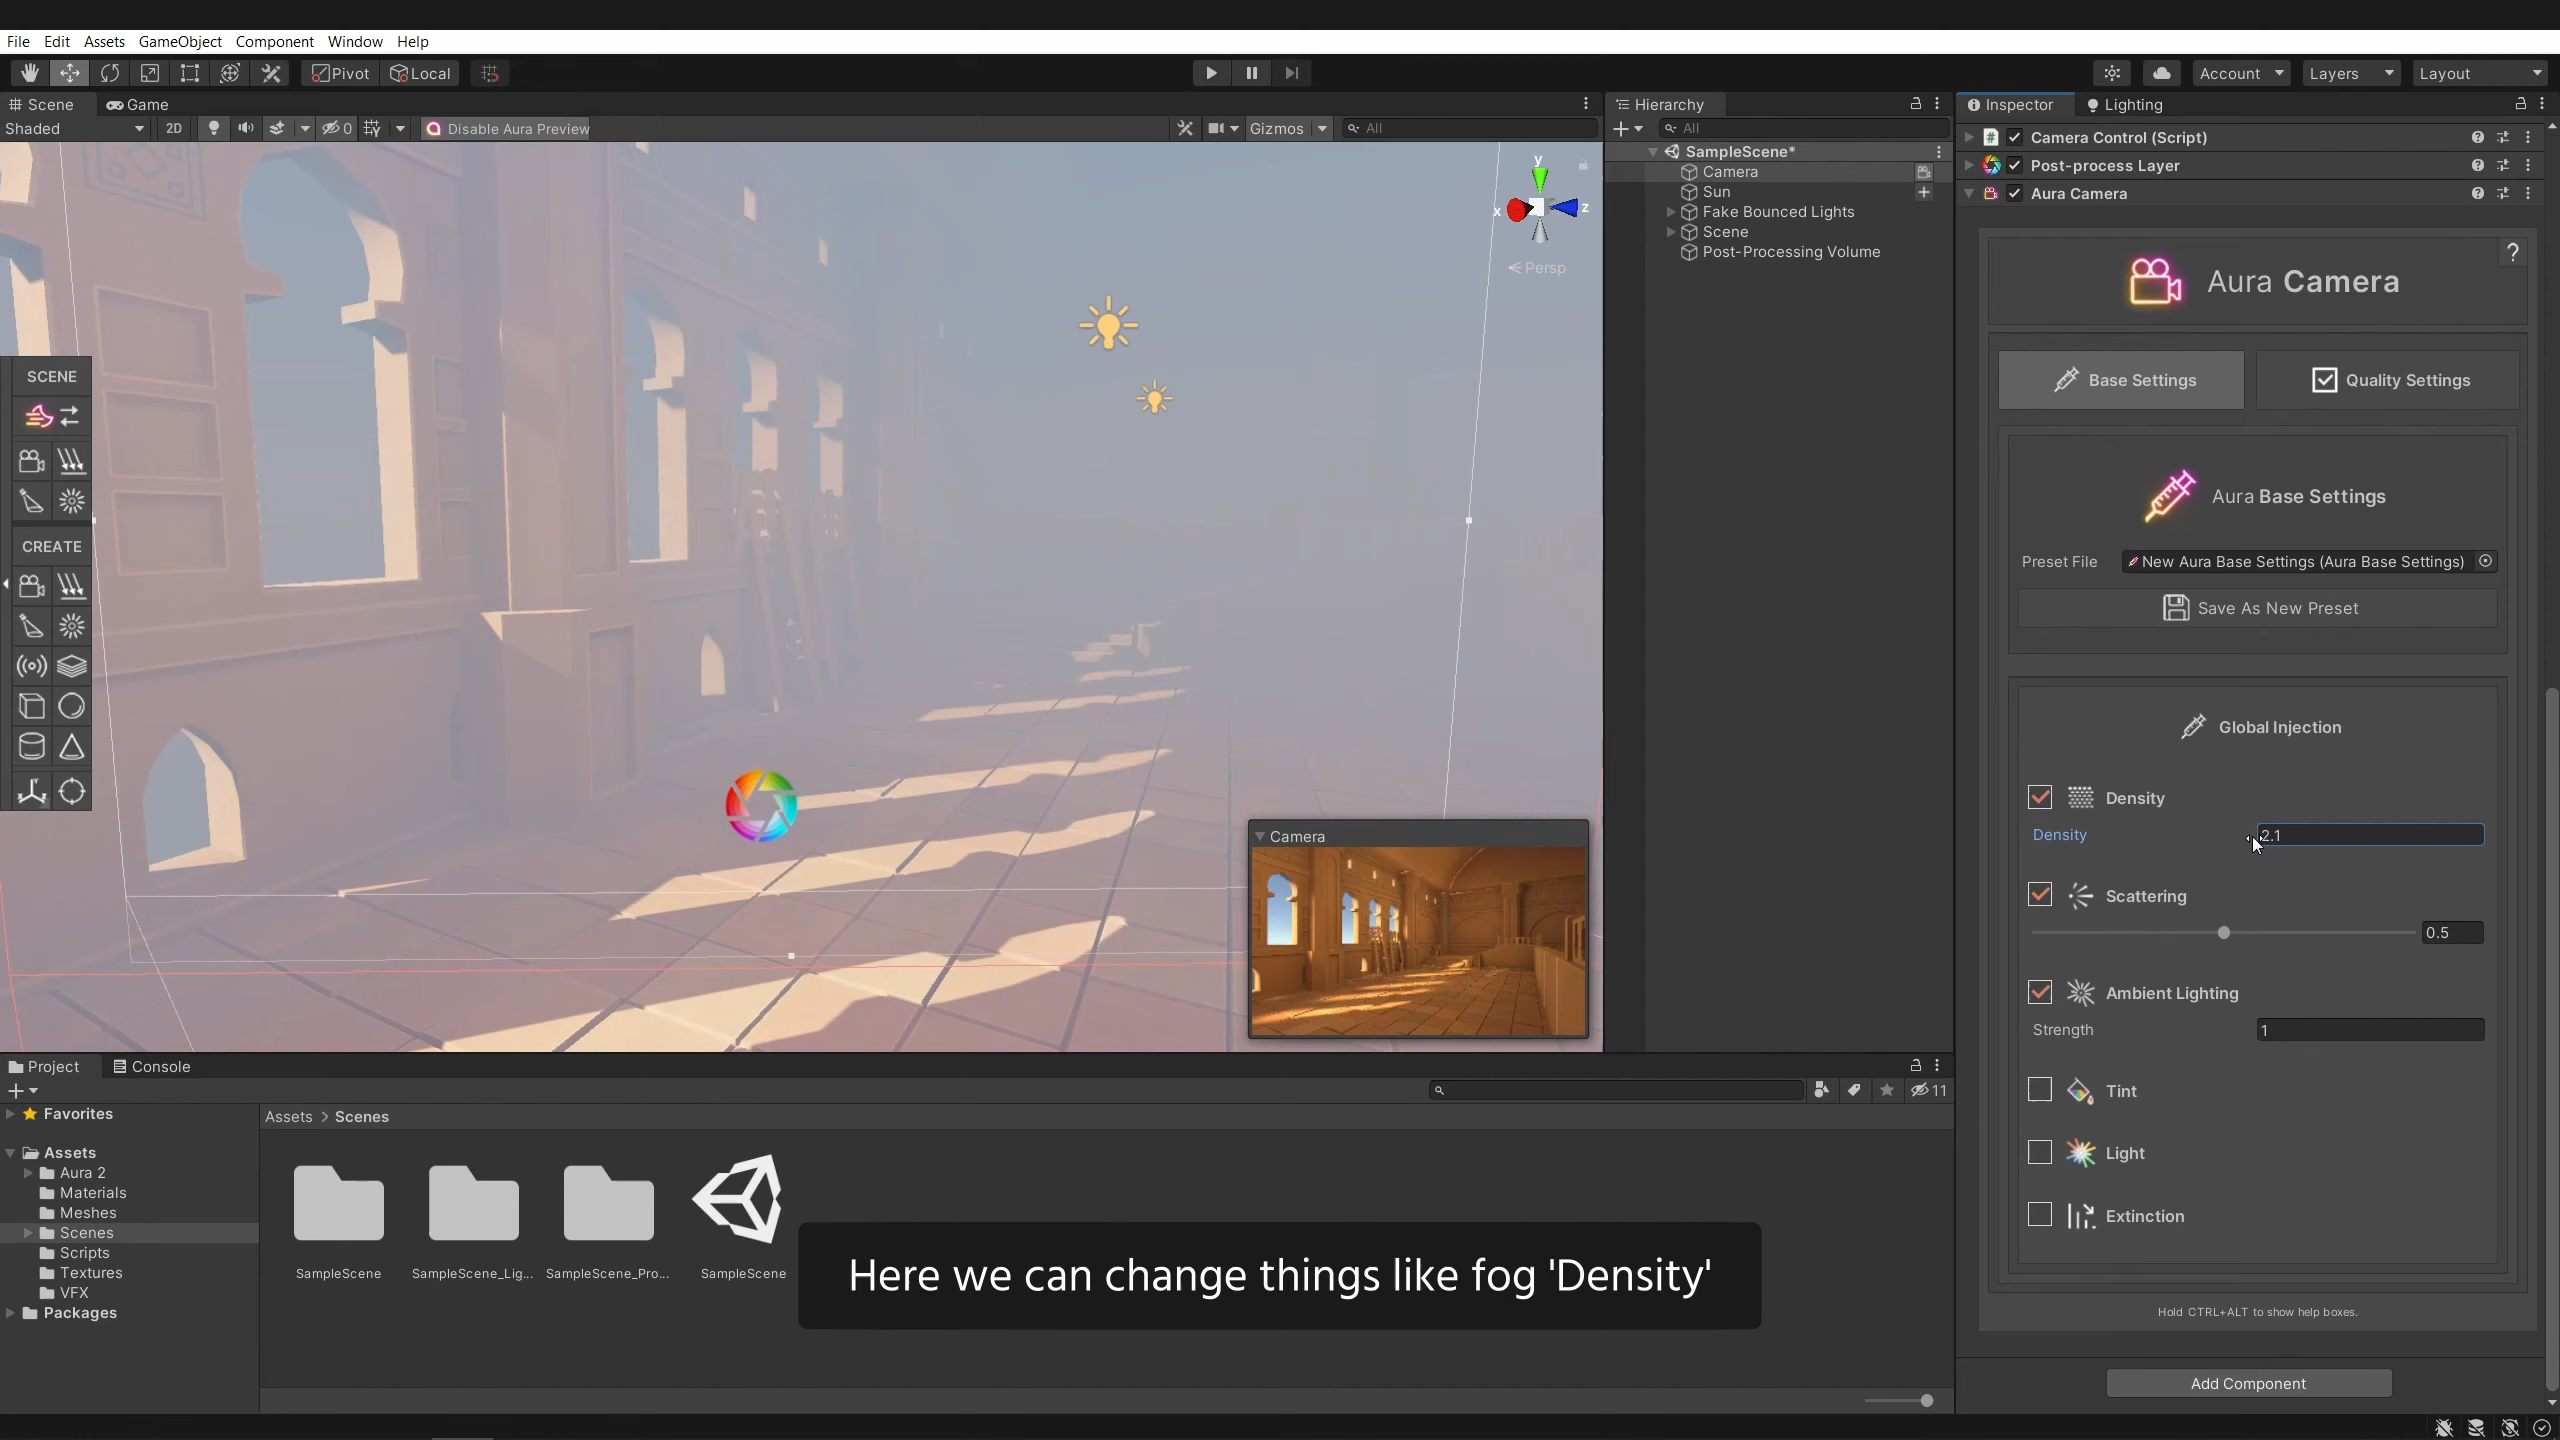 File Edit Assets GameObject Component Window Help
Pivot Local
Account Layers Layout
Scene Game
Shaded 2D 0 Disable Aura Preview Gizmos All
y
x z
Persp
SCENE
CREATE
Camera
Hierarchy
All
SampleScene*
Camera
Sun
Fake Bounced Lights
Scene
Post-Processing Volume
Inspector Lighting
Camera Control (Script)
Post-process Layer
Aura Camera
?
Aura Camera
Base Settings Quality Settings
Aura Base Settings
Preset File New Aura Base Settings (Aura Base Settings)
Save As New Preset
Global Injection
Density
Density 2.1
Scattering
0.5
Ambient Lighting
Strength 1
Tint
Light
Extinction
Hold CTRL+ALT to show help boxes.
Add Component
Project Console
11
Favorites
Assets
Aura 2
Materials
Meshes
Scenes
Scripts
Textures
VFX
Packages
Assets > Scenes
SampleScene SampleScene_Lig... SampleScene_Pro... SampleScene
Here we can change things like fog 'Density'